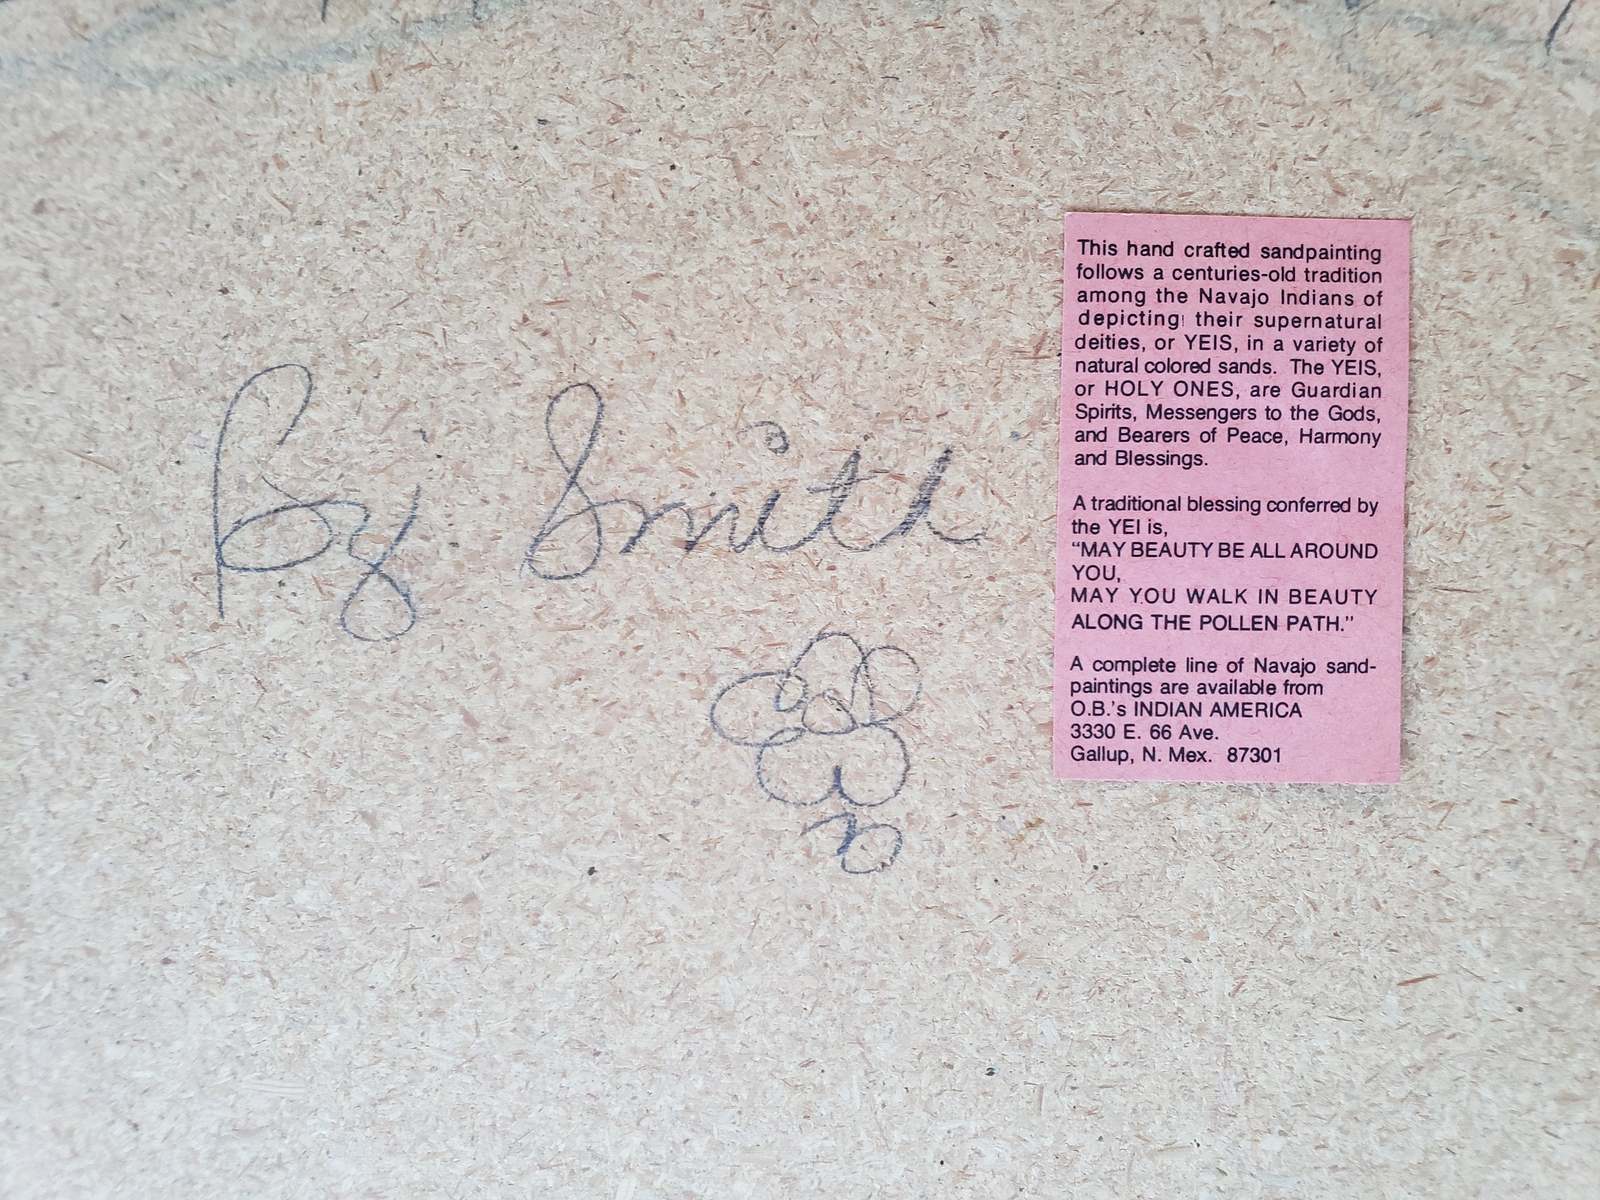 By Smith
This hand crafted sandpainting
follows a centuries-old tradition
among the Navajo Indians of
depicting their supernatural
deities, or YEIS, in a variety of
natural colored sands. The YEIS,
or HOLY ONES, are Guardian
Spirits, Messengers to the Gods,
and Bearers of Peace, Harmony
and Blessings.
A traditional blessing conferred by
the YEI is,
“MAY BEAUTY BE ALL AROUND
YOU,
MAY YOU WALK IN BEAUTY
ALONG THE POLLEN PATH.”
A complete line of Navajo sand-
paintings are available from
O.B.'s INDIAN AMERICA
3330 E. 66 Ave.
Gallup, N. Mex. 87301